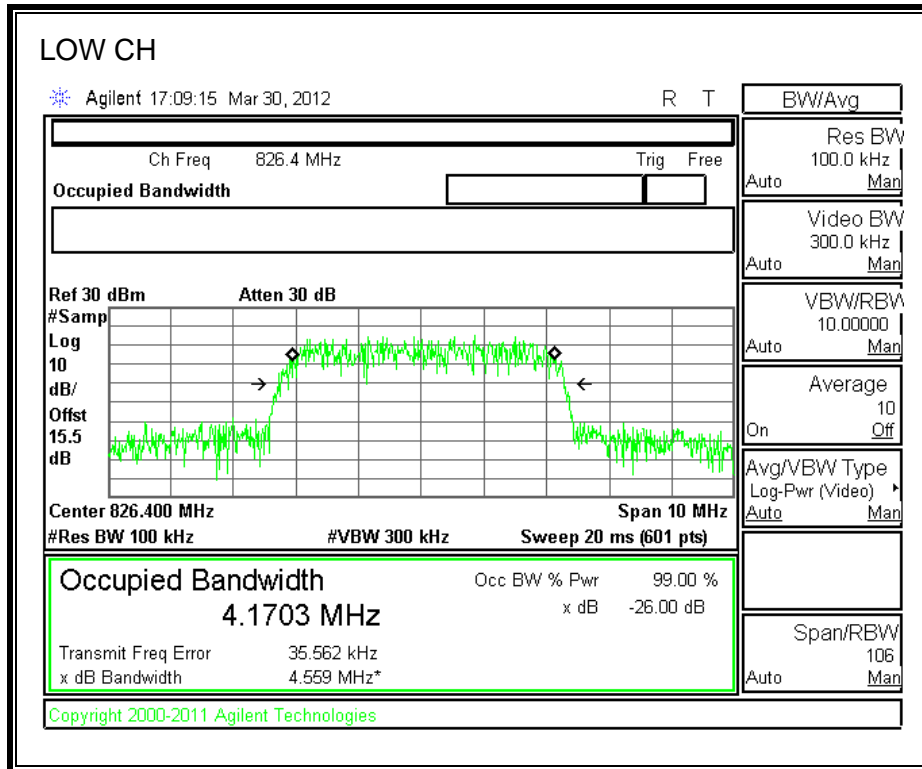 LOW CH
Agilent 17:09:15 Mar 30, 2012 R T
BW/Avg
Ch Freq 826.4 MHz Trig Free
Occupied Bandwidth
Res BW
100.0 kHz
Auto Man
Video BW
300.0 kHz
Auto Man
Ref 30 dBm Atten 30 dB
#Samp
Log
10
dB/
Offst
15.5
dB
VBW/RBW
10.00000
Auto Man
Average
10
On Off
Avg/VBW Type
Log-Pwr (Video)
Auto Man
Center 826.400 MHz Span 10 MHz
#Res BW 100 kHz #VBW 300 kHz Sweep 20 ms (601 pts)
Occupied Bandwidth Occ BW % Pwr 99.00 %
4.1703 MHz x dB -26.00 dB
Transmit Freq Error 35.562 kHz
x dB Bandwidth 4.559 MHz*
Span/RBW
106
Auto Man
Copyright 2000-2011 Agilent Technologies